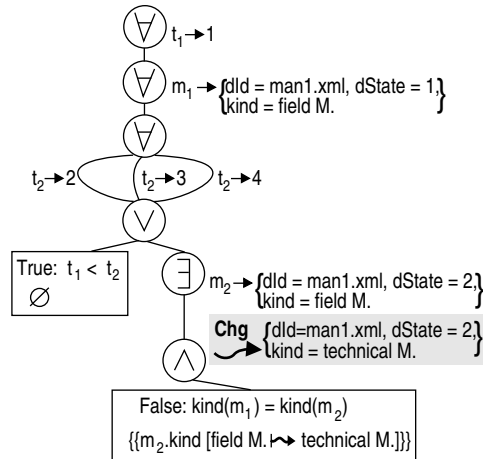 ∀ t₁→1
∀ m₁→{dId = man1.xml, dState = 1,
kind = field M.}
∀
t₂→2 t₂→3 t₂→4
∨
True: t₁ < t₂
∅
∃ m₂→{dId = man1.xml, dState = 2,
kind = field M.}
Chg {dId=man1.xml, dState = 2,
kind = technical M.}
∧
False: kind(m₁) = kind(m₂)
{{m₂.kind [field M. ↦ technical M.]}}